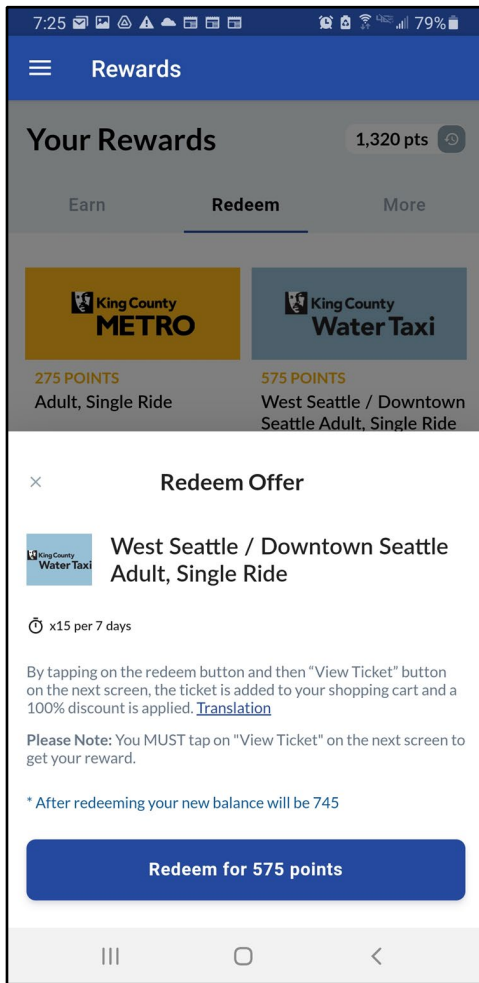 7:25
79%
Rewards
Your Rewards
1,320 pts
Earn
Redeem
More
King County
METRO
King County
Water Taxi
275 POINTS
575 POINTS
Adult, Single Ride
West Seattle / Downtown
Seattle Adult, Single Ride
Redeem Offer
King County
Water Taxi
West Seattle / Downtown Seattle
Adult, Single Ride
x15 per 7 days
By tapping on the redeem button and then “View Ticket” button
on the next screen, the ticket is added to your shopping cart and a
100% discount is applied. Translation
Please Note: You MUST tap on "View Ticket" on the next screen to
get your reward.
* After redeeming your new balance will be 745
Redeem for 575 points